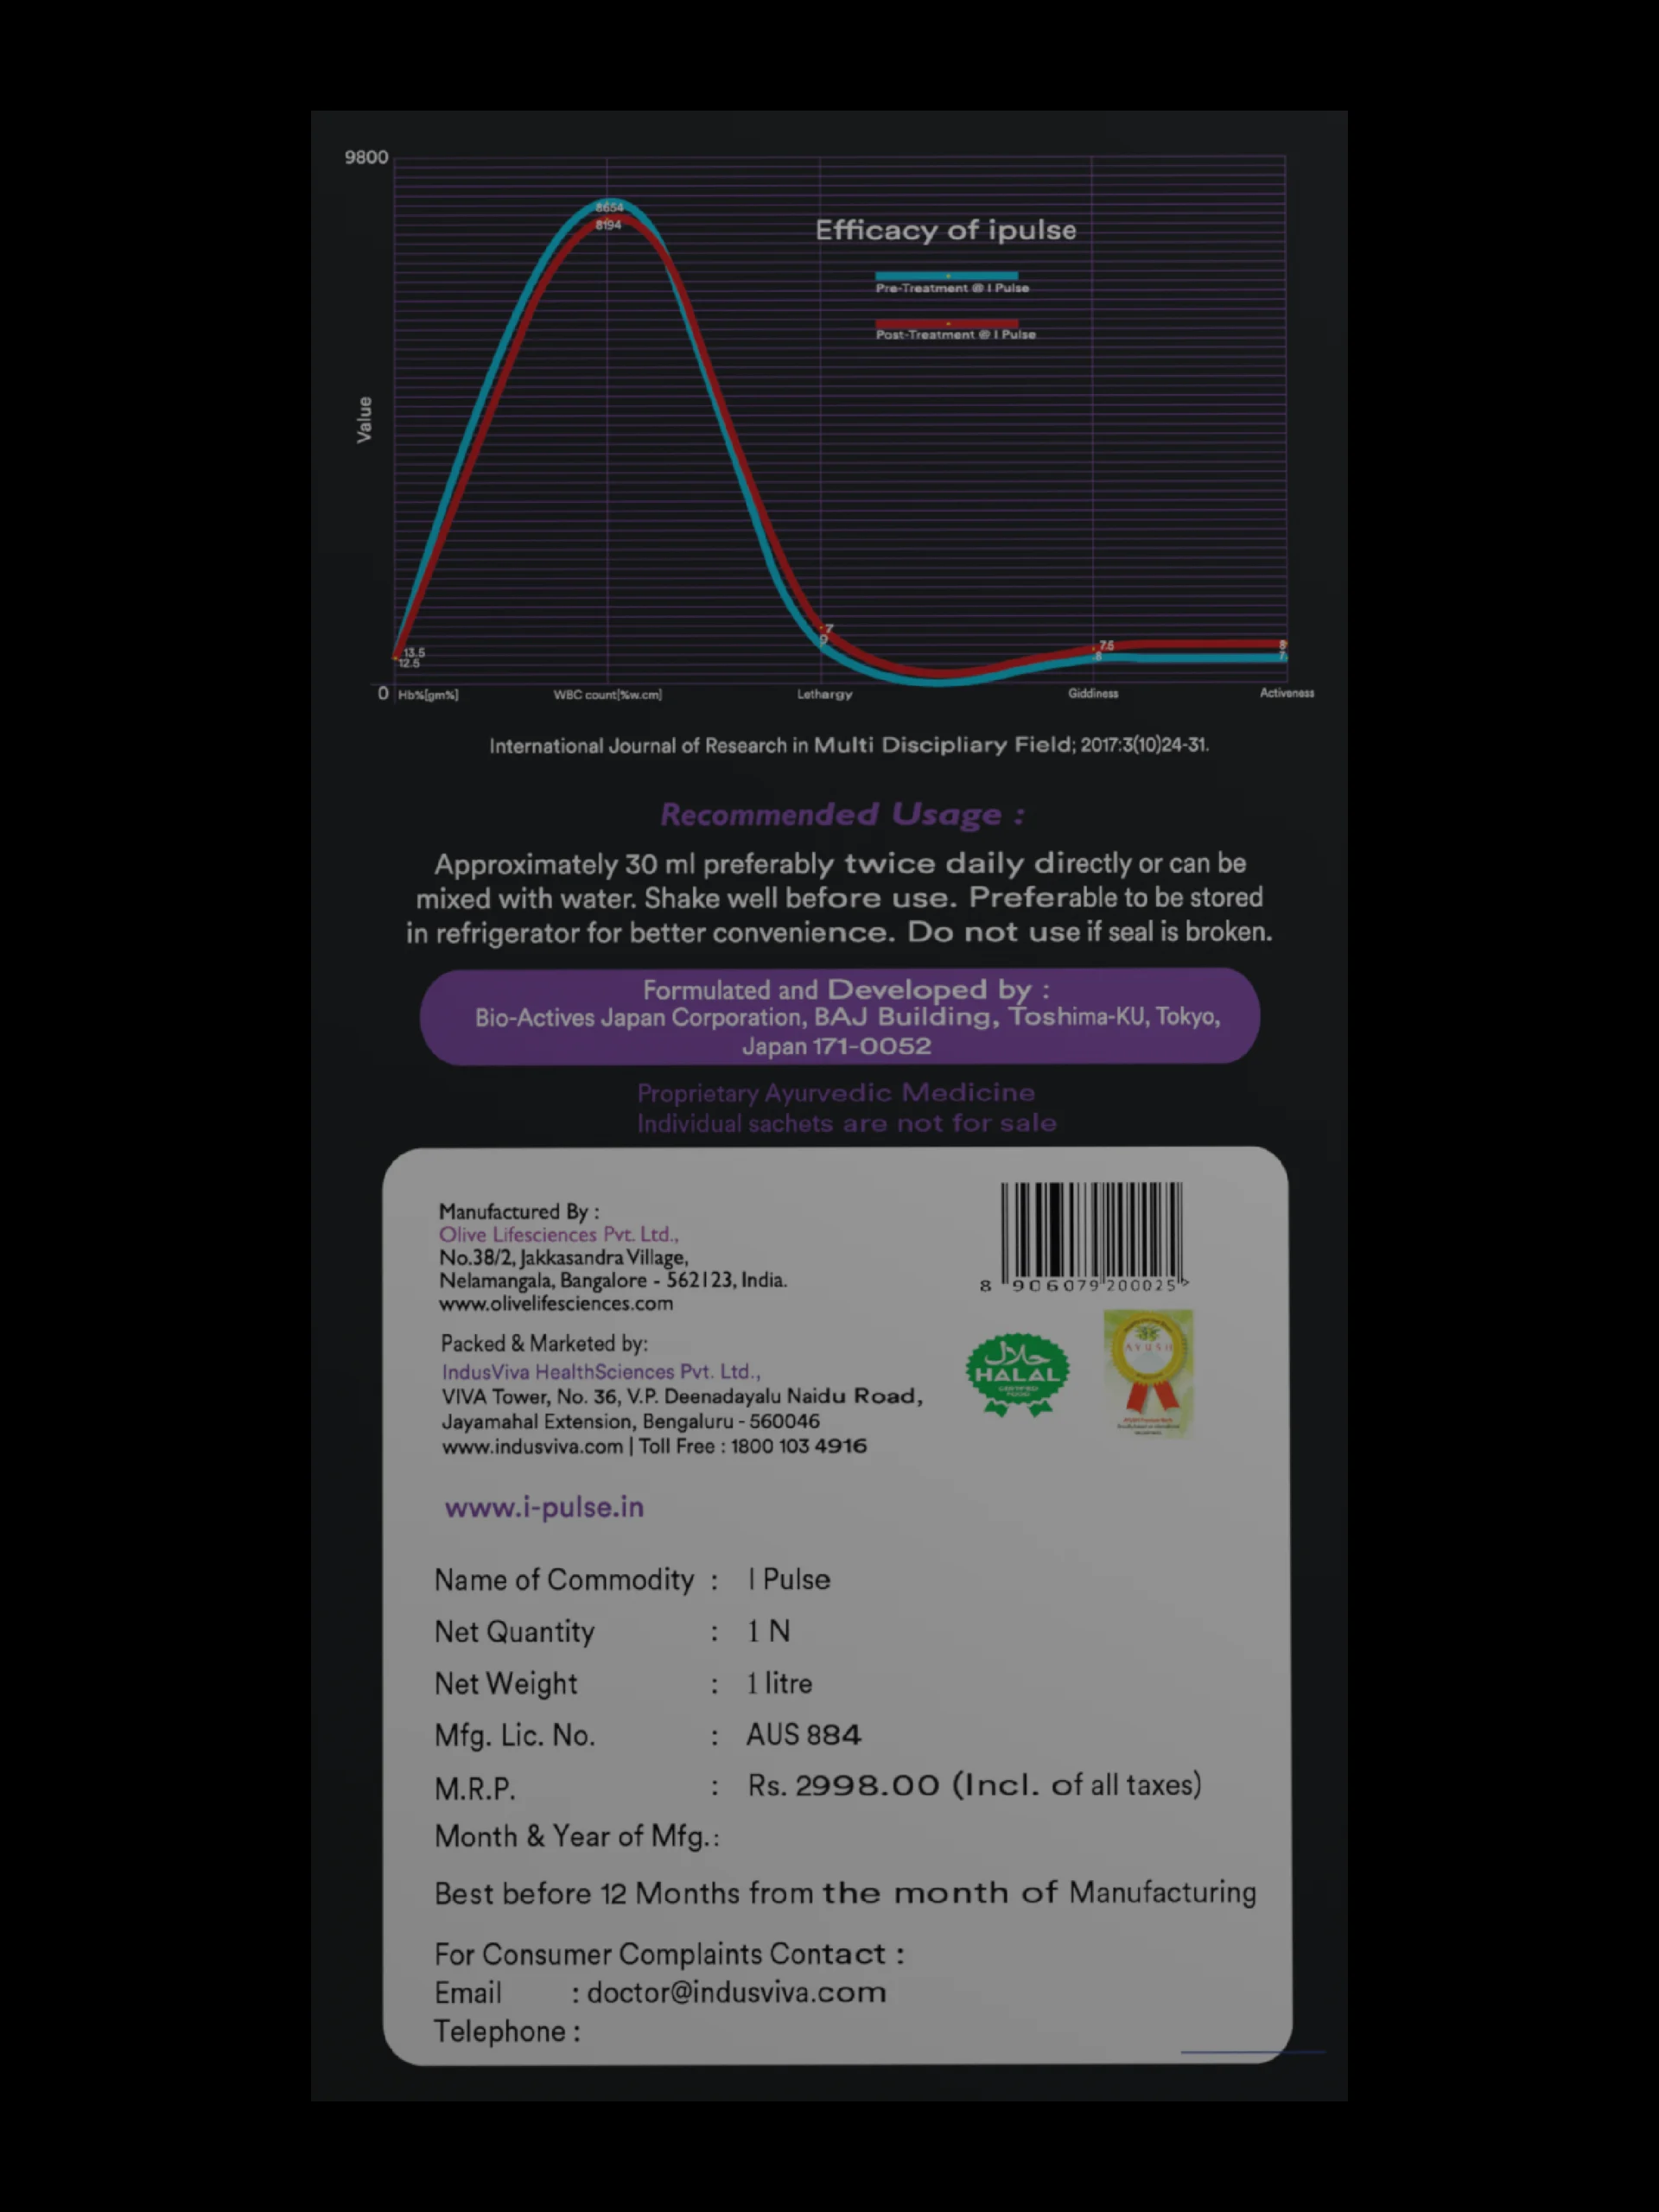 9800
8654
8194
Efficacy of ipulse
Pre-Treatment @ I Pulse
Post-Treatment @ I Pulse
Value
7
9
13.5
12.5
7.5
8
8
7
0
Hb%[gm%]
WBC count[%w.cm]
Lethargy
Giddiness
Activeness
International Journal of Research in Multi Discipliary Field; 2017:3(10)24-31.
Recommended Usage :
Approximately 30 ml preferably twice daily directly or can be
mixed with water. Shake well before use. Preferable to be stored
in refrigerator for better convenience. Do not use if seal is broken.
Formulated and Developed by :
Bio-Actives Japan Corporation, BAJ Building, Toshima-KU, Tokyo,
Japan 171-0052
Proprietary Ayurvedic Medicine
Individual sachets are not for sale
Manufactured By :
Olive Lifesciences Pvt. Ltd.,
No.38/2, Jakkasandra Village,
Nelamangala, Bangalore - 562123, India.
www.olivelifesciences.com
8 906079 200025 >
Packed & Marketed by:
IndusViva HealthSciences Pvt. Ltd.,
VIVA Tower, No. 36, V.P. Deenadayalu Naidu Road,
Jayamahal Extension, Bengaluru - 560046
www.indusviva.com | Toll Free : 1800 103 4916
حلال
HALAL
CERTIFIED
FOOD
AYUSH
www.i-pulse.in
Name of Commodity : I Pulse
Net Quantity : 1 N
Net Weight : 1 litre
Mfg. Lic. No. : AUS 884
M.R.P. : Rs. 2998.00 (Incl. of all taxes)
Month & Year of Mfg.:
Best before 12 Months from the month of Manufacturing
For Consumer Complaints Contact :
Email : doctor@indusviva.com
Telephone :